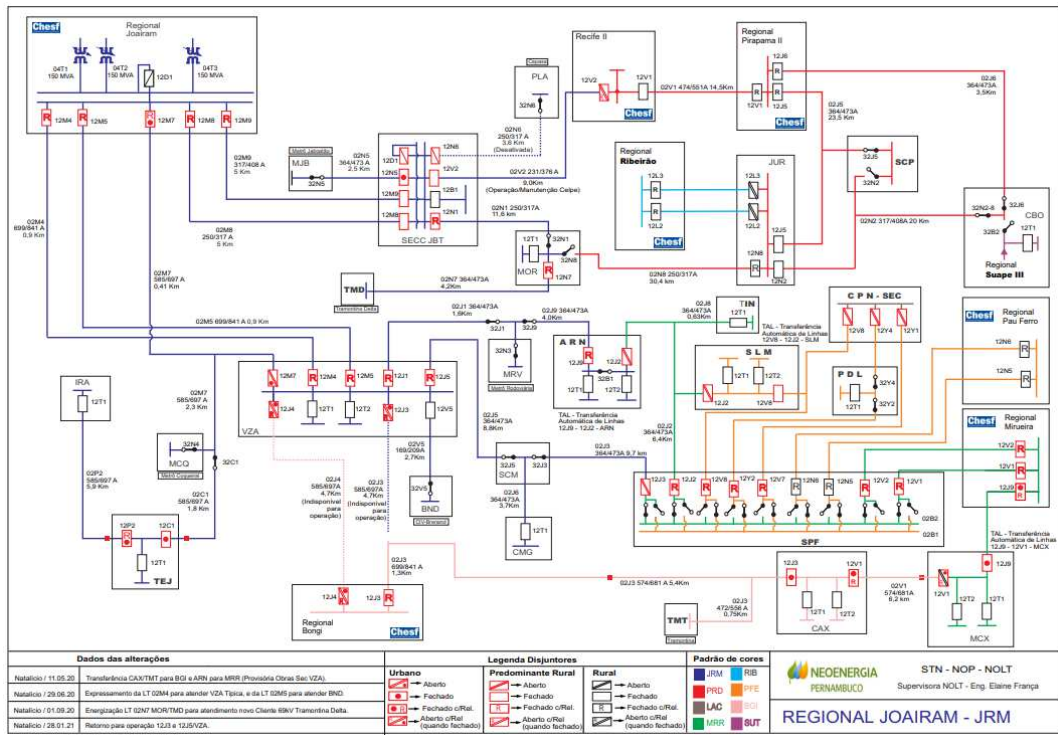 Chesf
Regional
Joairam
04T1
150 MVA
04T2
150 MVA
12D1
04T3
150 MVA
12M4
12M5
12M7
12M8
12M9
02M9
317/408 A
5 Km
02M4
699/841 A
0,9 Km
02M8
250/317 A
5 Km
02M7
585/697 A
0,41 Km
02M5 699/841 A 0,9 Km
MJB
32N5
02N5
364/473 A
2,5 Km
12D1
12N6
12N5
12V2
12M9
12B1
12M8
12N1
SECC JBT
PLA
32N6
02N6
250/317 A
3,8 Km
(Desativada)
02V2 231/376 A
9,0Km
(Operação/Manutenção Celpe)
02N1 250/317A
11,6 km
Recife II
12V2
12V1
Chesf
02V1 474/551A 14,5Km
Regional
Pirapama II
12J6
12V1
12J5
Chesf
02J6
364/473A
3,5Km
02J5
364/473A
23,5 Km
Regional
Ribeirão
12L3
12L2
Chesf
JUR
12L3
12L2
12J5
12N8
12N2
32J5
32N2
SCP
02N2 317/408A 20 Km
32N2-8
32J6
CBO
32B2
12T1
Regional
Suape III
12T1
32N1
32N8
MOR
12N7
02N8 250/317A
30,4 km
TMD
Tramontina Delta
02N7 364/473A
4,2Km
02J1 364/473A
1,6Km
02J9 364/473A
4,0Km
32J1
32J9
32N3
MRV
Metrô Rodoviária
ARN
12J9
12J2
32B1
12T1
12T2
TAL - Transferência
Automática de Linhas
12J9 - 12J2 - ARN
02J8
364/473A
0,63Km
TIN
12T1
TAL - Transferência
Automática de Linhas
12V8 - 12J2 - SLM
SLM
12T1
12T2
12J2
12V8
CPN - SEC
12V8
12Y4
12Y1
PDL
12T1
32Y4
32Y2
Chesf
Regional
Pau Ferro
12N6
12N5
Chesf
Regional
Mirueira
12V2
12V1
12J9
IRA
12T1
02M7
585/697 A
2,3 Km
12M7
12M4
12M5
12J1
12J5
12J4
12T1
12T2
12J3
12V5
VZA
32N4
MCQ
32C1
02P2
585/697 A
5,9 Km
02C1
585/697 A
1,8 Km
12P2
12C1
12T1
TEJ
02J4
585/697A
4,7Km
(Indisponível
para
operação)
02J3
585/697A
4,7Km
(Indisponível
para
operação)
02V5
169/209A
2,7Km
32V5
BND
02J5
364/473A
8,8Km
32J5
32J3
SCM
02J6
364/473A
3,7Km
12T1
CMG
02J3
364/473A 9,7 km
02J2
364/473A
6,4Km
12J3
12J2
12V8
12Y2
12V7
12N6
12N5
12V2
12V1
02B2
02B1
SPF
TAL - Transferência
Automática de Linhas
12J9 - 12V1 - MCX
02J3
699/841 A
1,3Km
12J4
12J3
Regional
Bongi
Chesf
02J3 574/681 A 5,4Km
02J3
472/556 A
0,75Km
TMT
Tramontina
12J3
12V1
12T1
12T2
CAX
02V1
574/681A
6,2 km
12J9
12V1
12T2
12T1
MCX
Dados das alterações
Natalício / 11.05.20 Transferência CAX/TMT para BGI e ARN para MRR (Provisória Obras Sec VZA).
Natalício / 29.06.20 Expressamento da LT 02M4 para atender VZA Típica, e da LT 02M5 para atender BND.
Natalício / 01.09.20 Energização LT 02N7 MOR/TMD para atendimento novo Cliente 69kV Tramontina Delta.
Natalício / 28.01.21 Retorno para operação 12J3 e 12J5/VZA.
Legenda Disjuntores
Urbano
Aberto
Fechado
Fechado c/Rel.
Aberto c/Rel
(quando fechado)
Predominante Rural
Aberto
Fechado
Fechado c/Rel.
Aberto c/Rel
(quando fechado)
Rural
Aberto
Fechado
Fechado c/Rel.
Aberto c/Rel
(quando fechado)
Padrão de cores
JRM
RIB
PRD
PFE
LAC
BGI
MRR
SUT
NEOENERGIA
PERNAMBUCO
STN - NOP - NOLT
Supervisora NOLT - Eng. Elaine França
REGIONAL JOAIRAM - JRM